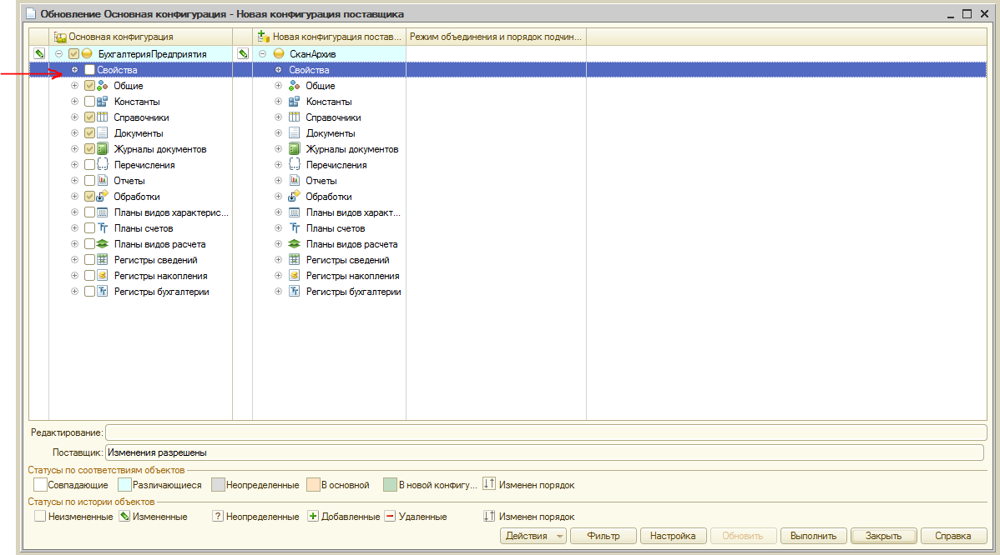 Обновление Основная конфигурация - Новая конфигурация поставщика
Основная конфигурация Новая конфигурация постав... Режим объединения и порядок подчин...
БухгалтерияПредприятия СканАрхив
Свойства Свойства
Общие Общие
Константы Константы
Справочники Справочники
Документы Документы
Журналы документов Журналы документов
Перечисления Перечисления
Отчеты Отчеты
Обработки Обработки
Планы видов характерис... Планы видов характ...
Планы счетов Планы счетов
Планы видов расчета Планы видов расчета
Регистры сведений Регистры сведений
Регистры накопления Регистры накопления
Регистры бухгалтерии Регистры бухгалтерии
Редактирование:
Поставщик: Изменения разрешены
Статусы по соответствиям объектов
Совпадающие Различающиеся Неопределенные В основной В новой конфигу... Изменен порядок
Статусы по истории объектов
Неизмененные Измененные ? Неопределенные Добавленные Удаленные Изменен порядок
Действия Фильтр Настройка Обновить Выполнить Закрыть Справка